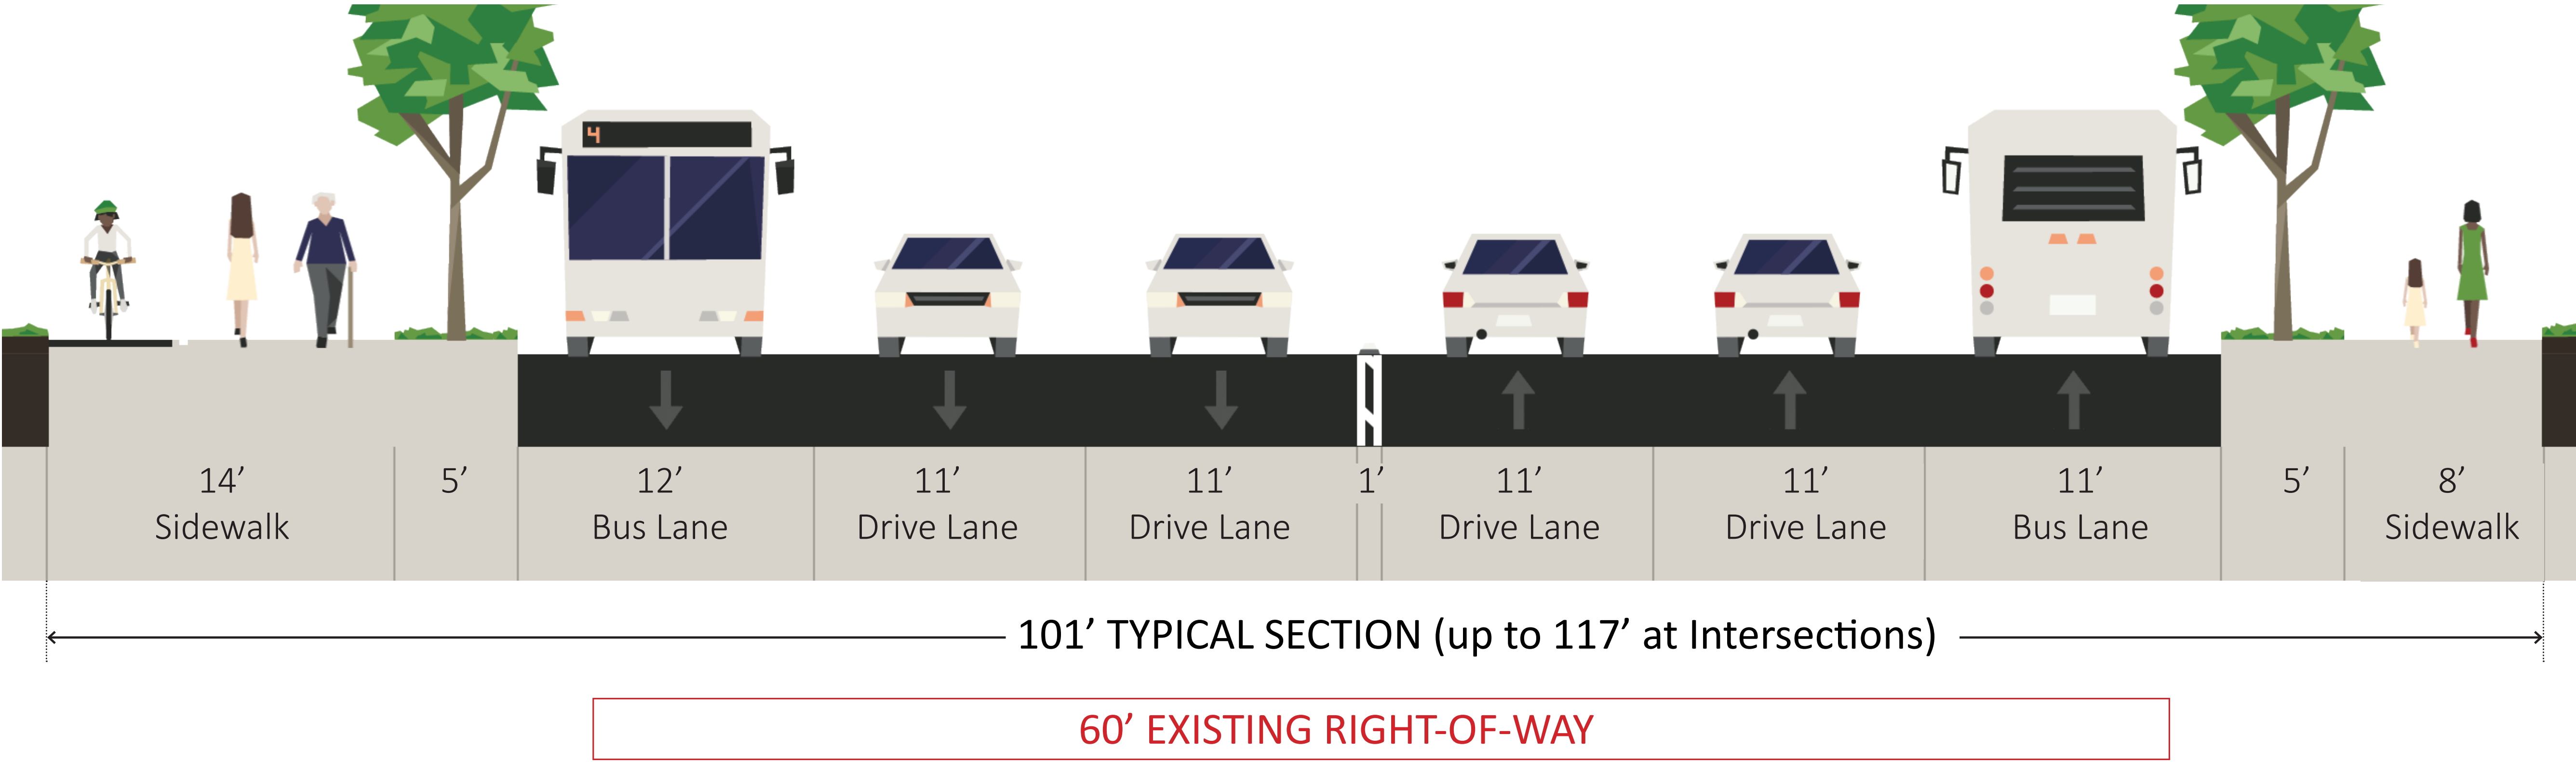 4
14’
Sidewalk
5’
12’
Bus Lane
11’
Drive Lane
11’
Drive Lane
1’
11’
Drive Lane
11’
Drive Lane
11’
Bus Lane
5’
8’
Sidewalk
101’ TYPICAL SECTION (up to 117’ at Intersections)
60’ EXISTING RIGHT-OF-WAY